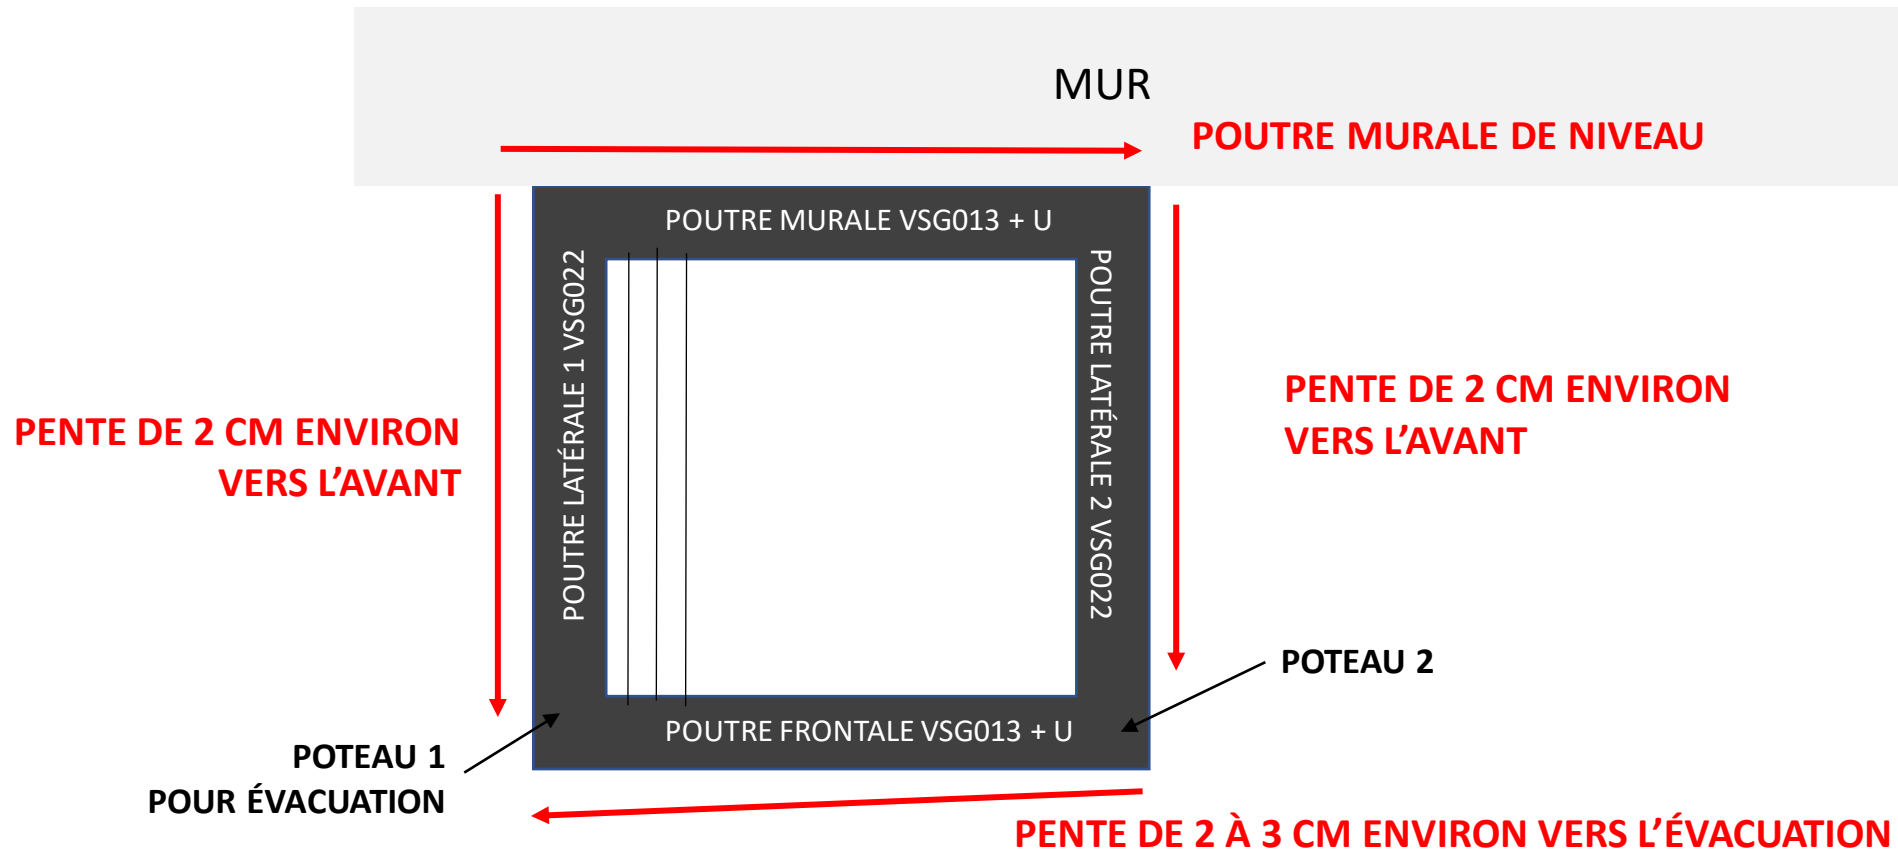 MUR
POUTRE MURALE DE NIVEAU
POUTRE MURALE VSG013 + U
POUTRE LATÉRALE 1 VSG022
POUTRE LATÉRALE 2 VSG022
PENTE DE 2 CM ENVIRON
VERS L’AVANT
PENTE DE 2 CM ENVIRON
VERS L’AVANT
POTEAU 2
POUTRE FRONTALE VSG013 + U
POTEAU 1
POUR ÉVACUATION
PENTE DE 2 À 3 CM ENVIRON VERS L’ÉVACUATION